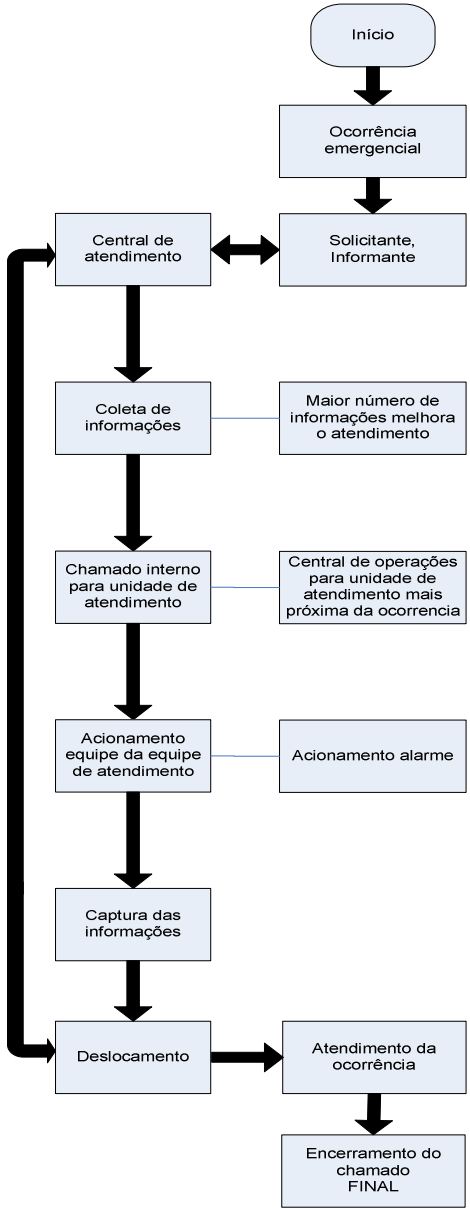 Início
Ocorrência
emergencial
Central de
atendimento
Solicitante,
Informante
Coleta de
informações
Maior número de
informações melhora
o atendimento
Chamado interno
para unidade de
atendimento
Central de operações
para unidade de
atendimento mais
próxima da ocorrencia
Acionamento
equipe da equipe
de atendimento
Acionamento alarme
Captura das
informações
Deslocamento
Atendimento da
ocorrência
Encerramento do
chamado
FINAL